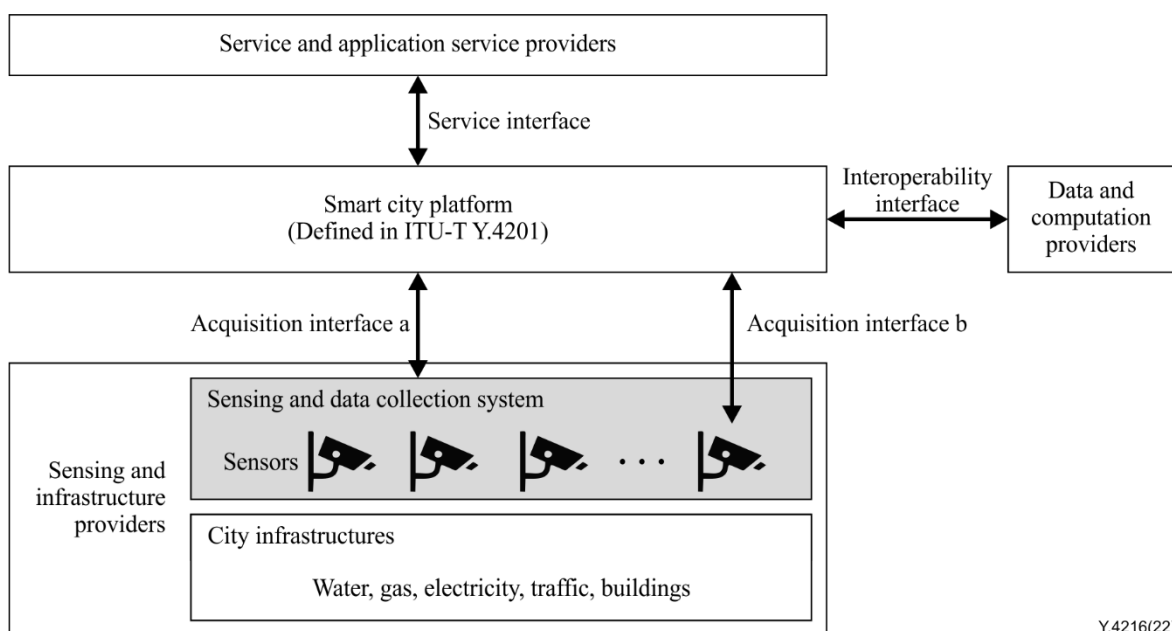 Service and application service providers
Service interface
Smart city platform
(Defined in ITU-T Y.4201)
Interoperability
interface
Data and
computation
providers
Acquisition interface a
Acquisition interface b
Sensing and
infrastructure
providers
Sensing and data collection system
Sensors
. . .
City infrastructures
Water, gas, electricity, traffic, buildings
Y.4216(22